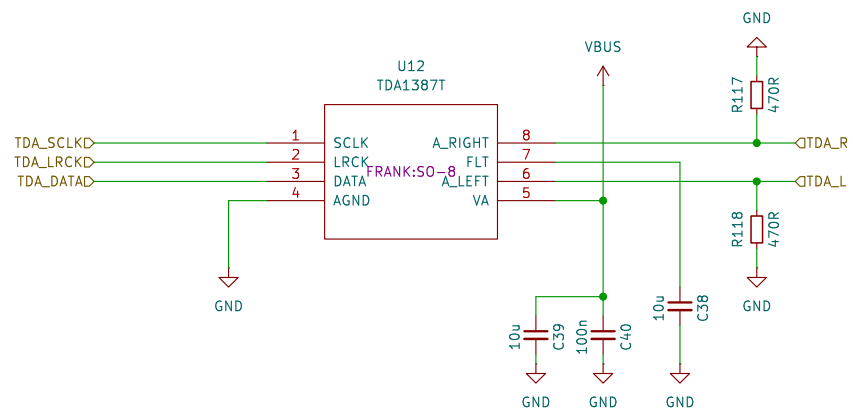 GND
VBUS
U12
TDA1387T
R117
470R
TDA_SCLK
1
SCLK
A_RIGHT
8
TDA_R
TDA_LRCK
2
LRCK
FLT
7
FRANK:SO-8
TDA_DATA
3
DATA
A_LEFT
6
TDA_L
4
AGND
VA
5
R118
470R
GND
GND
10u
C39
100n
C40
10u
C38
GND
GND
GND